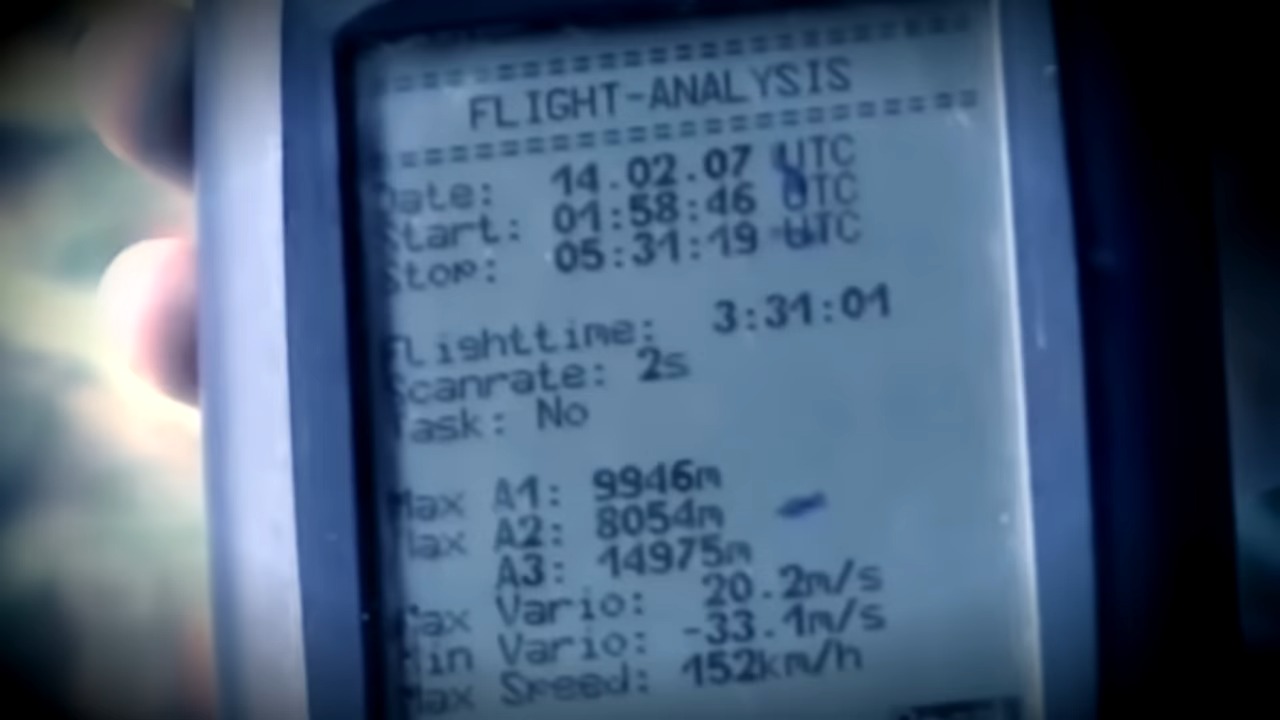 ==========================
FLIGHT-ANALYSIS
==========================
Date: 14.02.07 UTC
Start: 01:58:46 UTC
Stop: 05:31:19 UTC
Flighttime: 3:31:01
Scanrate: 2s
Task: No
Max A1: 9946m
Max A2: 8054m
A3: 14975m
Max Vario: 20.2m/s
Min Vario: -33.1m/s
Max Speed: 152km/h